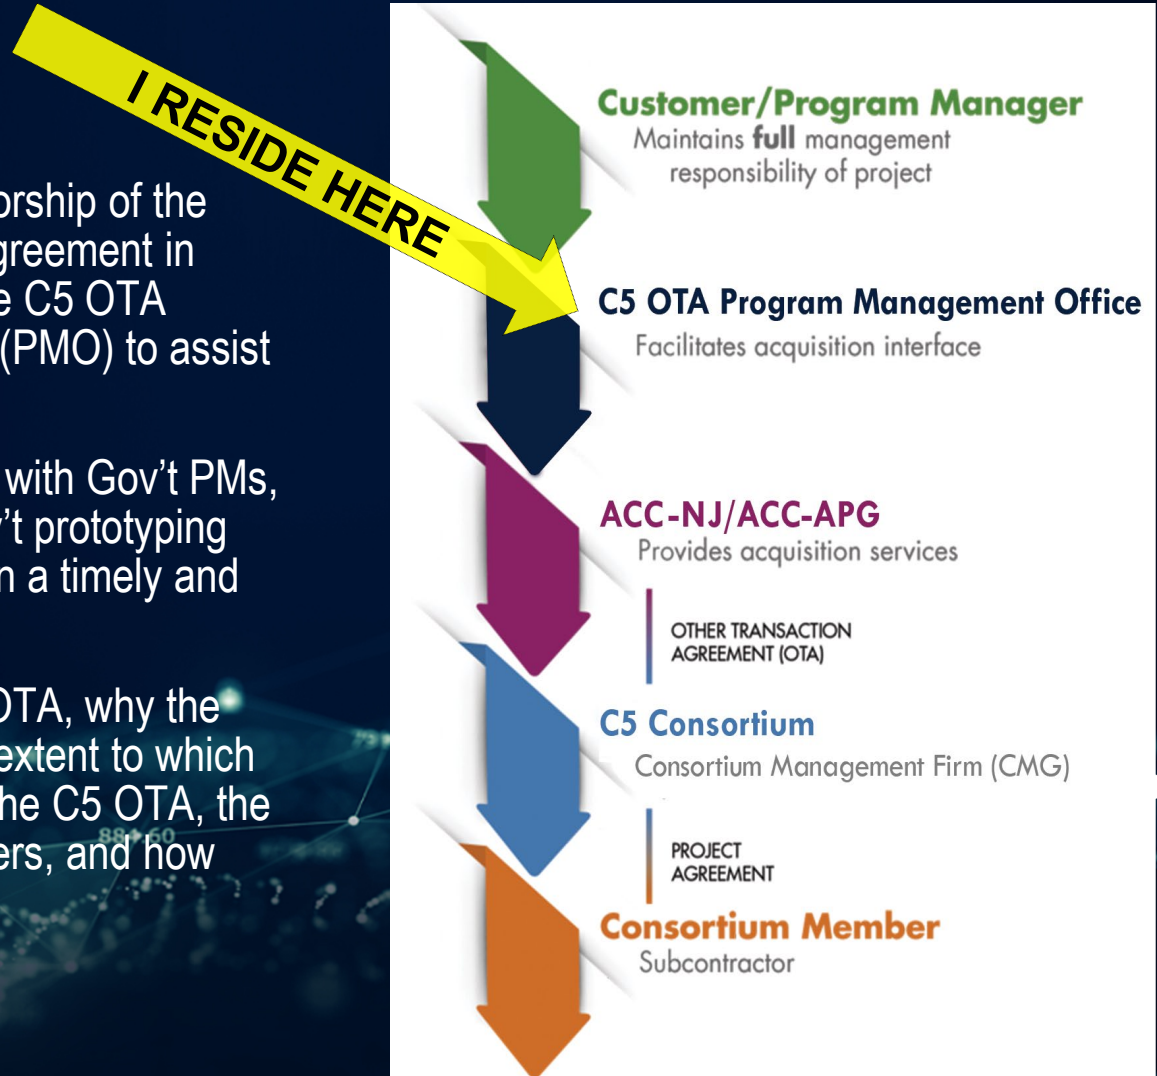 I RESIDE HERE
orship of the
greement in
e C5 OTA
(PMO) to assist
with Gov’t PMs,
’t prototyping
n a timely and
OTA, why the
extent to which
he C5 OTA, the
ers, and how
884.60
Customer/Program Manager
Maintains full management
responsibility of project
C5 OTA Program Management Office
Facilitates acquisition interface
ACC-NJ/ACC-APG
Provides acquisition services
OTHER TRANSACTION
AGREEMENT (OTA)
C5 Consortium
Consortium Management Firm (CMG)
PROJECT
AGREEMENT
Consortium Member
Subcontractor